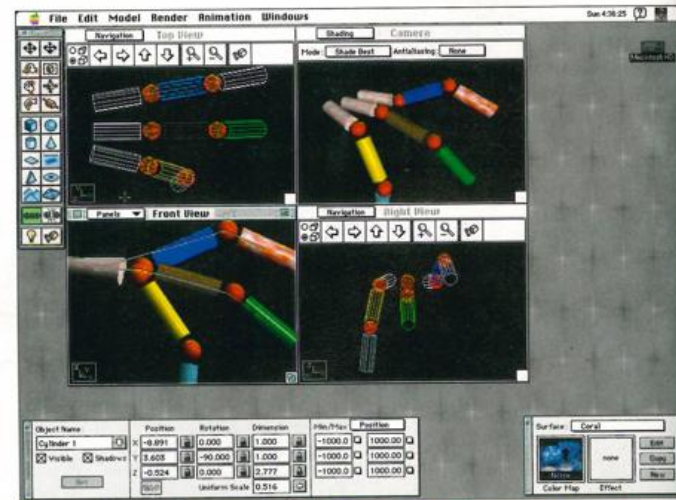 File Edit Model Render Animation Windows
Sun 4:36:25
Navigation Top View
Shading Camera
Mode: Shade Best Antialiasing: None
Macintosh HD
Panels Front View
Navigation Right View
Object Name
Cylinder 1
Visible Shadows
Set
Position Rotation Dimension
X -8.891 0.000 1.000
Y 3.603 -90.000 1.000
Z -0.524 0.000 2.777
Uniform Scale 0.516
Min/Max Position
-1000.0 1000.00
-1000.0 1000.00
-1000.0 1000.00
Surface: Coral
none
Edit
Copy
New
Color Map Effect